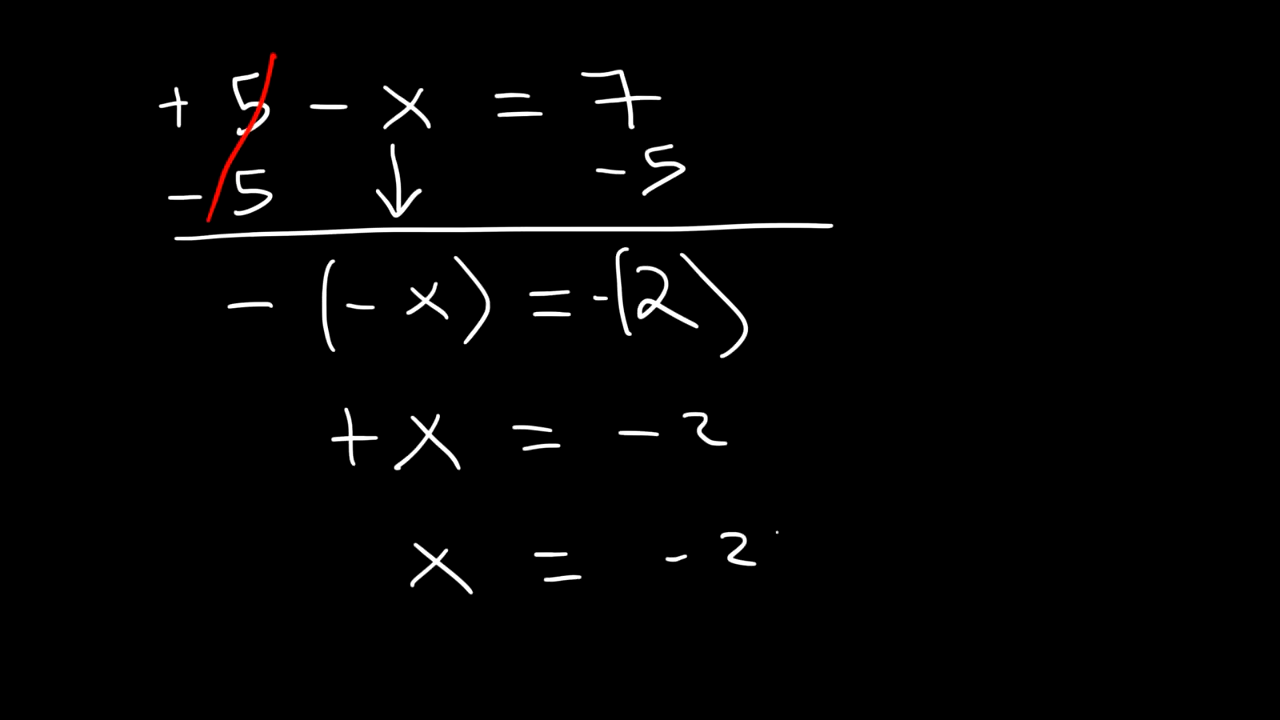 + 5 - x = 7
- 5 - 5
- (- x) = -(2)
+ x = - 2
x = - 2